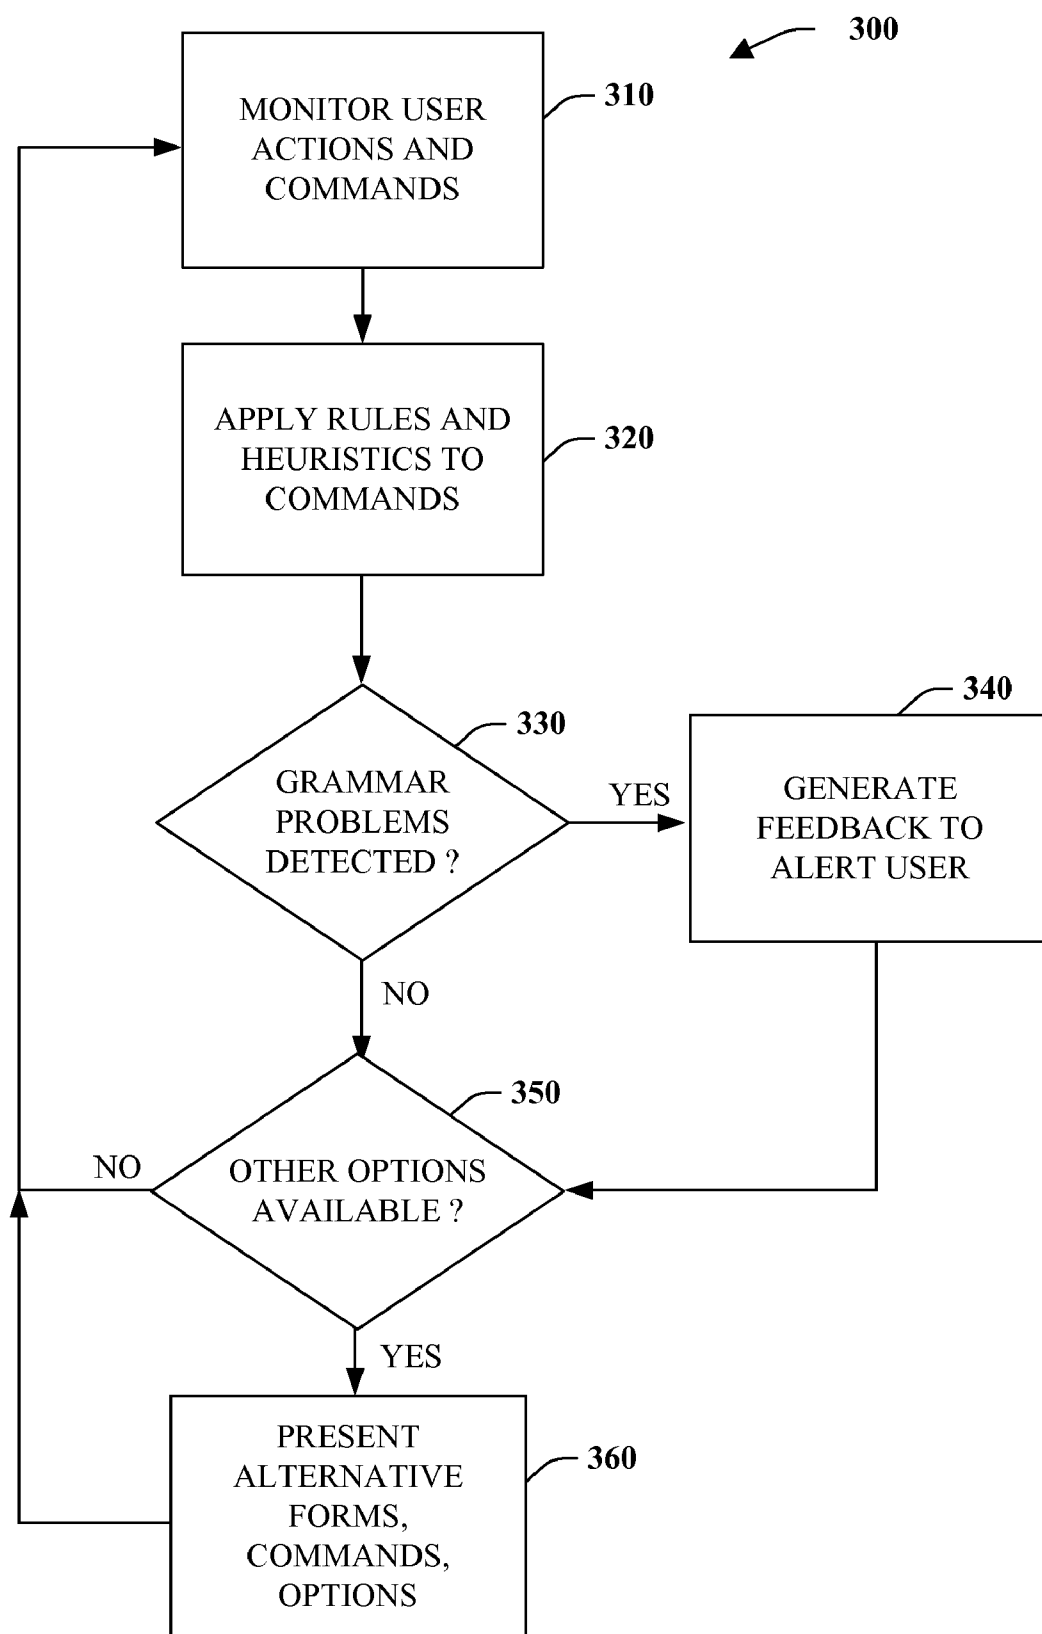 300
MONITOR USER
ACTIONS AND
COMMANDS
310
APPLY RULES AND
HEURISTICS TO
COMMANDS
320
330
GRAMMAR
PROBLEMS
DETECTED ?
YES
340
GENERATE
FEEDBACK TO
ALERT USER
NO
350
NO
OTHER OPTIONS
AVAILABLE ?
YES
PRESENT
ALTERNATIVE
FORMS,
COMMANDS,
OPTIONS
360